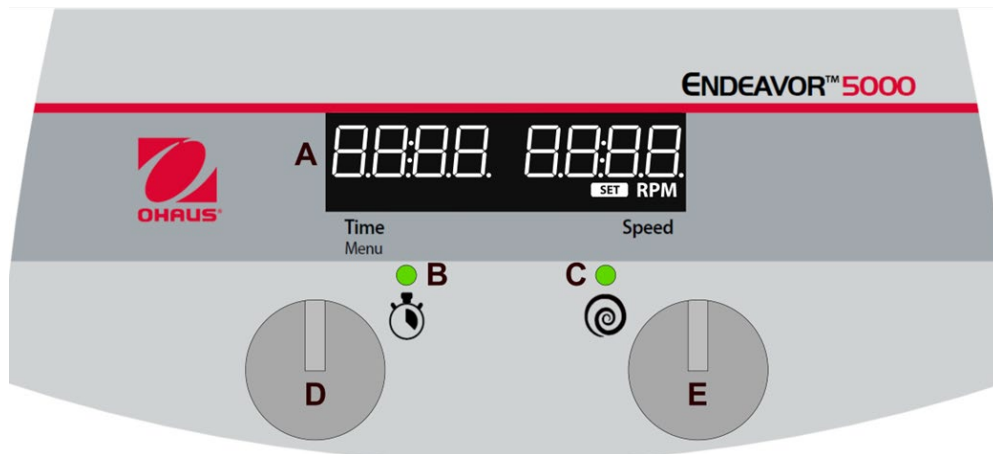 ENDEAVOR™5000
A 88:88 88:88.
SET RPM
OHAUS®
Time Speed
Menu
B C
D E